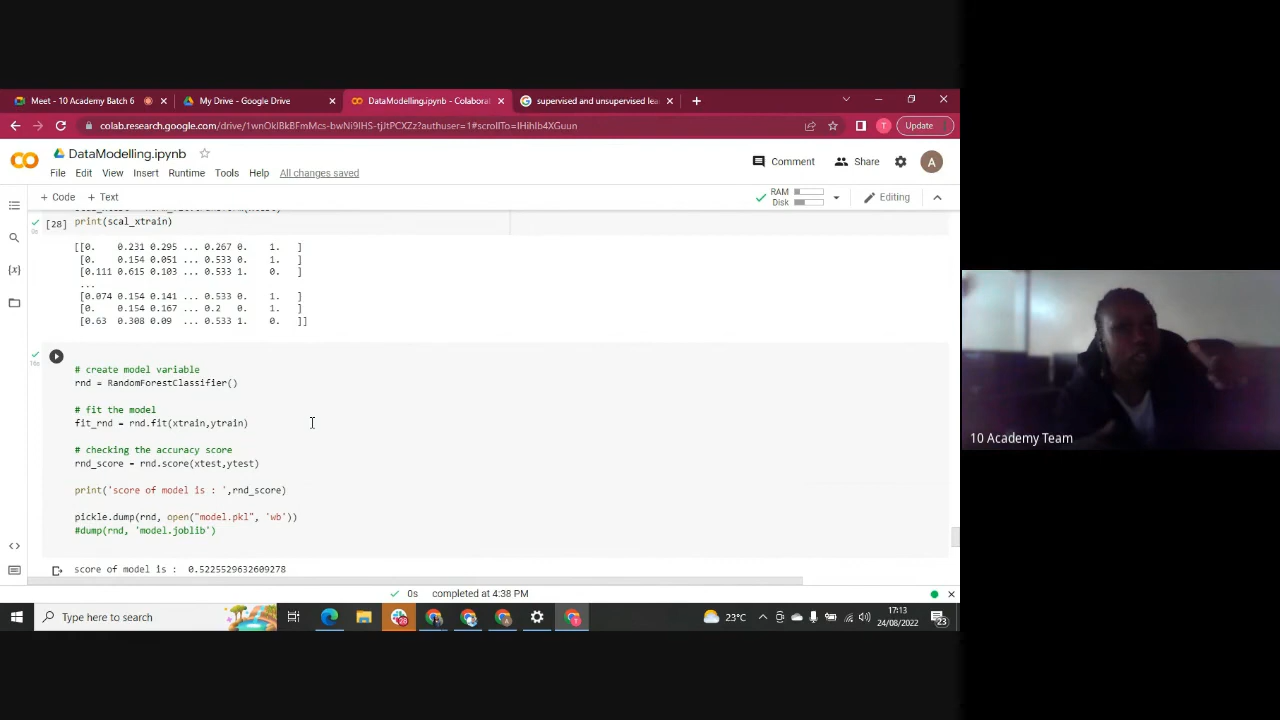 Meet - 10 Academy Batch 6
My Drive - Google Drive
DataModelling.ipynb - Colaborat
supervised and unsupervised lea
colab.research.google.com/drive/1wnOkIBkBFmMcs-bwNi9IHS-tjJtPCXZz?authuser=1#scrollTo=IHihIb4XGuun
Update
DataModelling.ipynb
File Edit View Insert Runtime Tools Help All changes saved
Comment
Share
A
T
+ Code + Text
RAM
Disk
Editing
[28] print(scal_xtrain)
[[0. 0.231 0.295 ... 0.267 0. 1. ]
[0. 0.154 0.051 ... 0.533 0. 1. ]
[0.111 0.615 0.103 ... 0.533 1. 0. ]
...
[0.074 0.154 0.141 ... 0.533 0. 1. ]
[0. 0.154 0.167 ... 0.2 0. 1. ]
[0.63 0.308 0.09 ... 0.533 1. 0. ]]
# create model variable
rnd = RandomForestClassifier()
# fit the model
fit_rnd = rnd.fit(xtrain,ytrain)
# checking the accuracy score
rnd_score = rnd.score(xtest,ytest)
print('score of model is : ',rnd_score)
pickle.dump(rnd, open("model.pkl", 'wb'))
#dump(rnd, 'model.joblib')
score of model is : 0.5225529632609278
0s completed at 4:38 PM
10 Academy Team
Type here to search
23°C
17:13
24/08/2022